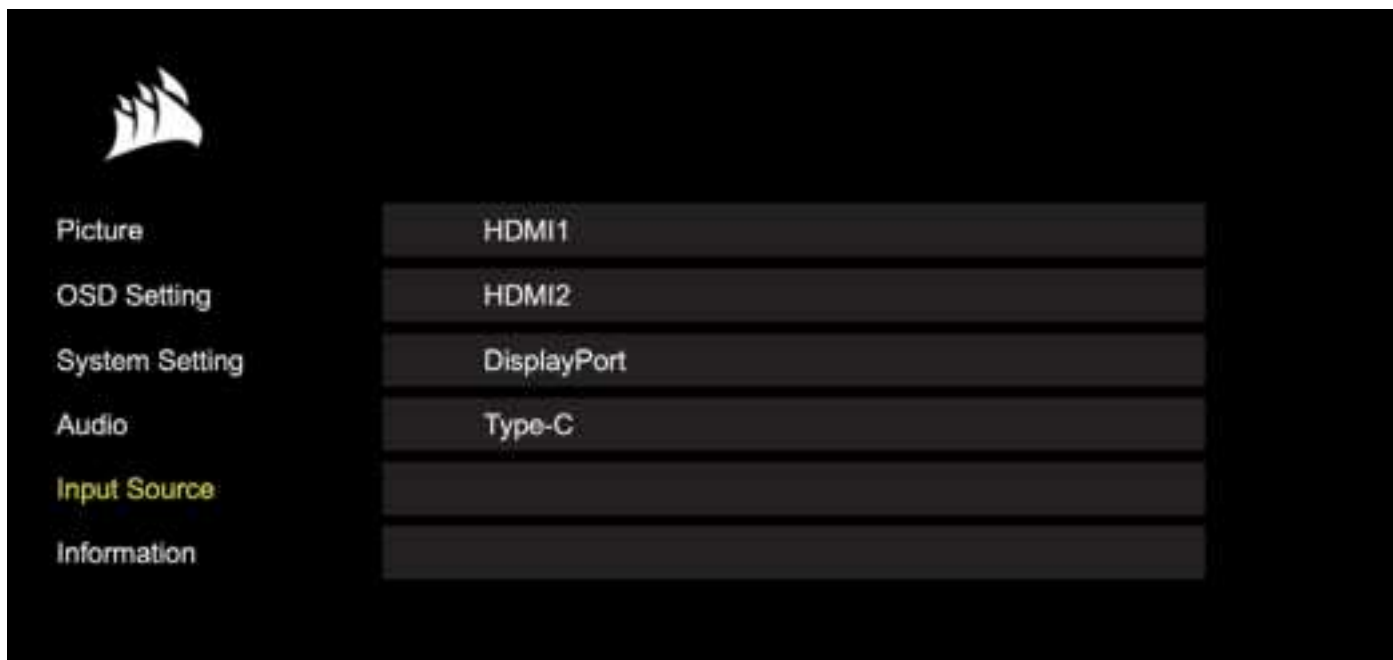 Picture HDMI1
OSD Setting HDMI2
System Setting DisplayPort
Audio Type-C
Input Source
Information